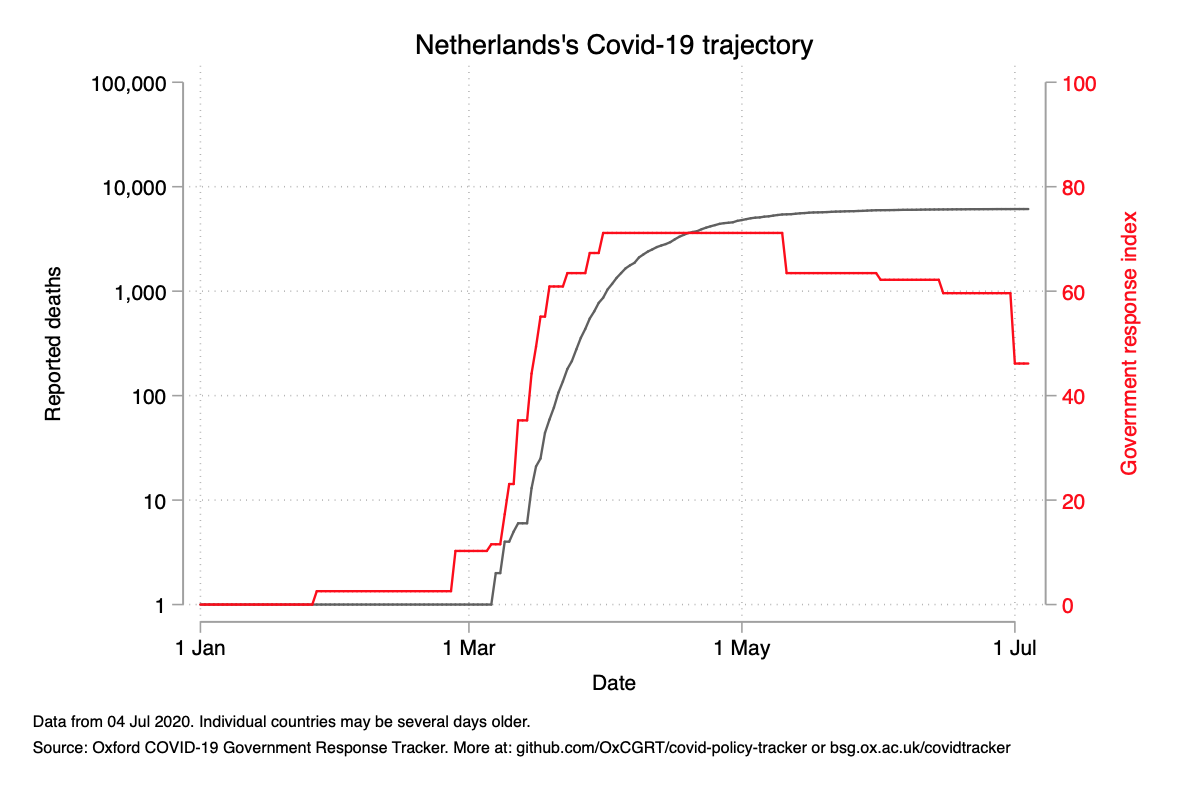 Netherlands's Covid-19 trajectory
100,000
10,000
1,000
100
10
1
Reported deaths
100
80
60
40
20
0
Government response index
1 Jan
1 Mar
1 May
1 Jul
Date
Data from 04 Jul 2020. Individual countries may be several days older.
Source: Oxford COVID-19 Government Response Tracker. More at: github.com/OxCGRT/covid-policy-tracker or bsg.ox.ac.uk/covidtracker